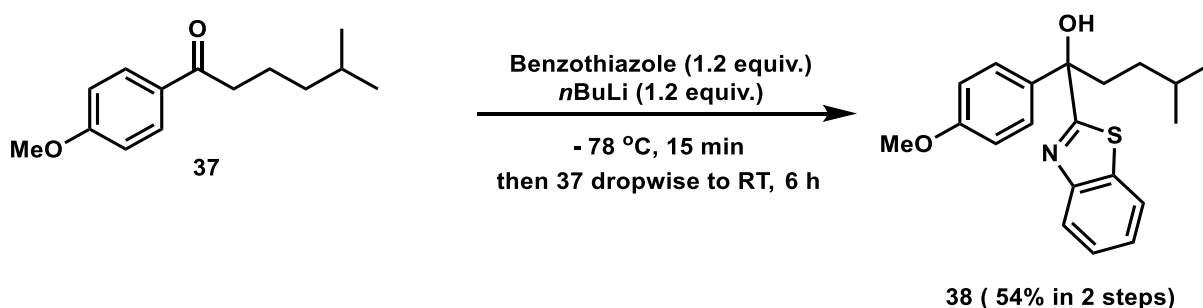 O
MeO
37
Benzothiazole (1.2 equiv.)
nBuLi (1.2 equiv.)
- 78 °C, 15 min
then 37 dropwise to RT, 6 h
OH
MeO
N
S
38 ( 54% in 2 steps)